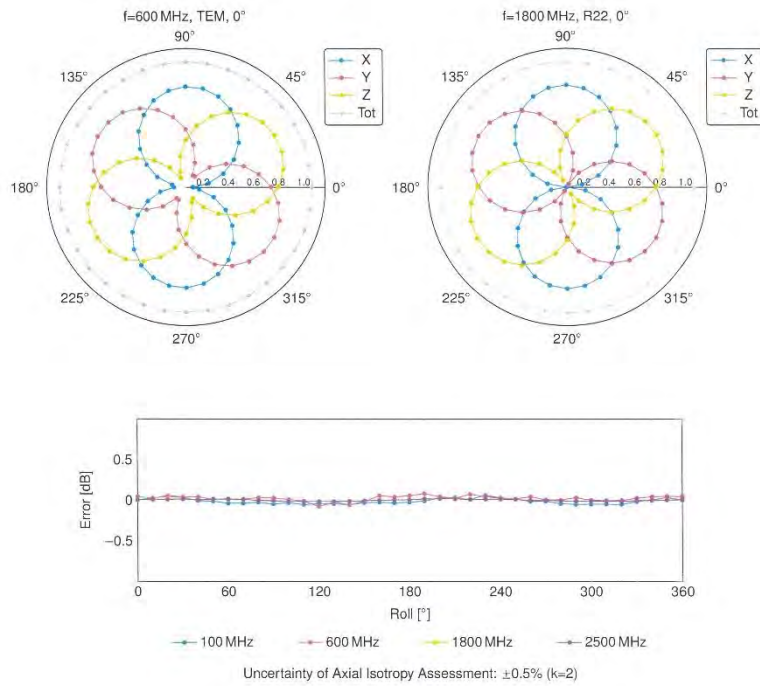 f=600 MHz, TEM, 0°
90°
135°
45°
180°
0°
225°
315°
270°
0.2 0.4 0.6 0.8 1.0
X
Y
Z
Tot
f=1800 MHz, R22, 0°
90°
135°
45°
180°
0°
225°
315°
270°
0.2 0.4 0.6 0.8 1.0
X
Y
Z
Tot
Error [dB]
0.5
0
−0.5
0 60 120 180 240 300 360
Roll [°]
100 MHz 600 MHz 1800 MHz 2500 MHz
Uncertainty of Axial Isotropy Assessment: ±0.5% (k=2)